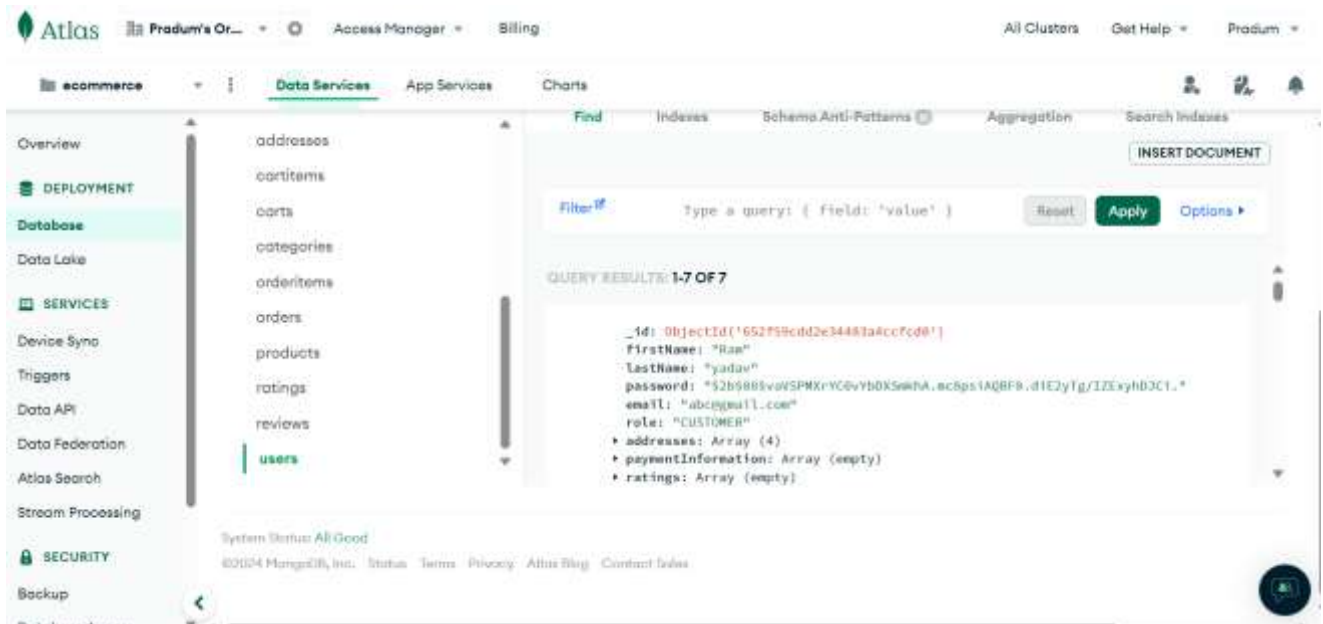 Atlas
Pradum's Or...
Access Manager
Billing
All Clusters
Get Help
Pradum
ecommerce
Data Services
App Services
Charts
Overview
DEPLOYMENT
Database
Data Lake
SERVICES
Device Sync
Triggers
Data API
Data Federation
Atlas Search
Stream Processing
SECURITY
Backup
addresses
cartitems
carts
categories
orderitems
orders
products
ratings
reviews
users
Find
Indexes
Schema Anti-Patterns
Aggregation
Search Indexes
INSERT DOCUMENT
Filter
Type a query: { field: 'value' }
Reset
Apply
Options
QUERY RESULTS: 1-7 OF 7
_id:
firstName: "Ram"
lastName: "yadav"
password:
email: "abc@gmail.com"
role: "CUSTOMER"
addresses: Array (4)
paymentInformation: Array (empty)
ratings: Array (empty)
System Status: All Good
©2024 MongoDB, Inc. Status Terms Privacy Atlas Blog Contact Sales